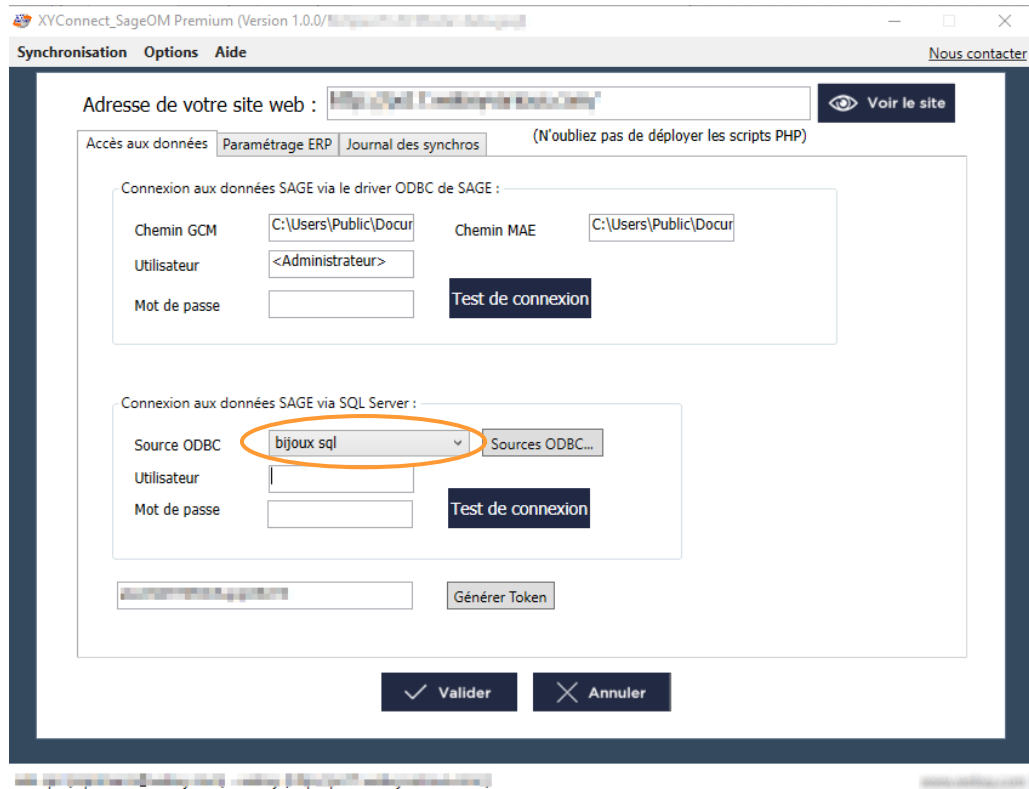 XYConnect_SageOM Premium (Version 1.0.0/
Synchronisation Options Aide Nous contacter
Adresse de votre site web : Voir le site
(N'oubliez pas de déployer les scripts PHP)
Accès aux données Paramétrage ERP Journal des synchros
Connexion aux données SAGE via le driver ODBC de SAGE :
Chemin GCM C:\Users\Public\Docur Chemin MAE C:\Users\Public\Docur
Utilisateur <Administrateur>
Mot de passe Test de connexion
Connexion aux données SAGE via SQL Server :
Source ODBC bijoux sql Sources ODBC...
Utilisateur
Mot de passe Test de connexion
Générer Token
Valider Annuler